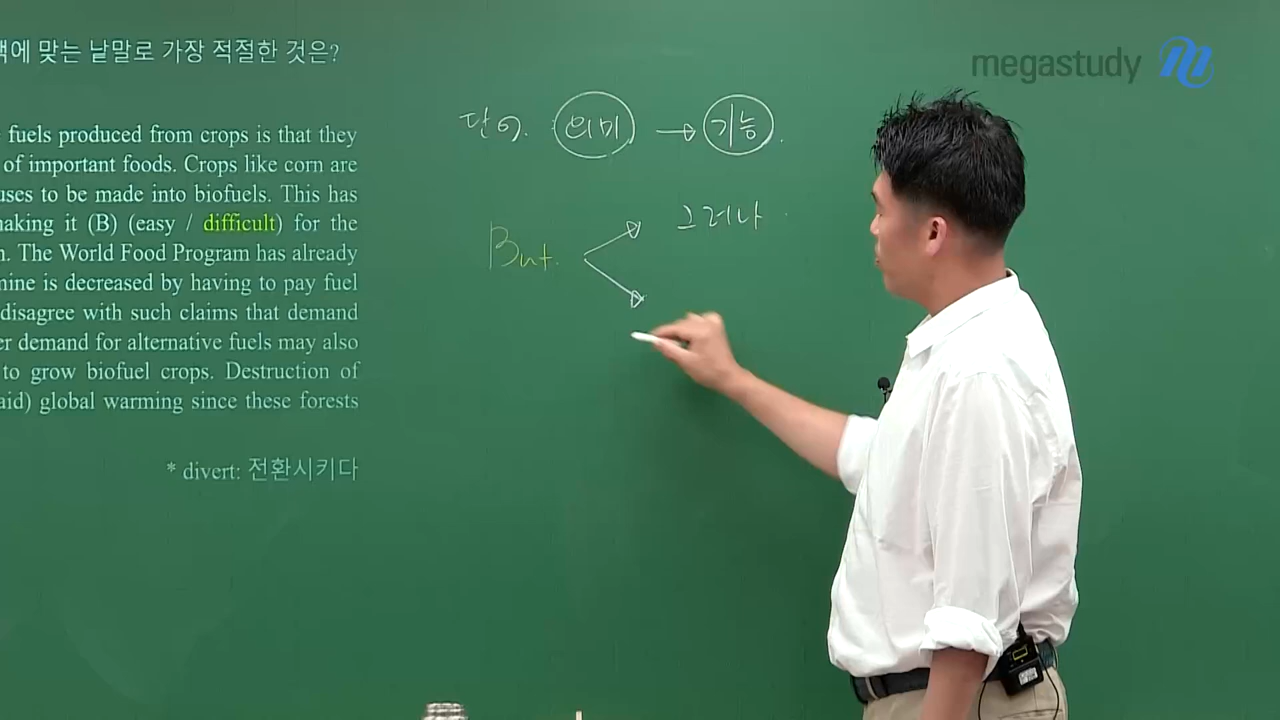 맥에 맞는 낱말로 가장 적절한 것은?
megastudy
단어. 의미 → 기능.
fuels produced from crops is that they
of important foods. Crops like corn are
uses to be made into biofuels. This has
making it (B) (easy / difficult) for the
But. 그러나
n. The World Food Program has already
mine is decreased by having to pay fuel
disagree with such claims that demand
er demand for alternative fuels may also
to grow biofuel crops. Destruction of
aid) global warming since these forests
* divert: 전환시키다